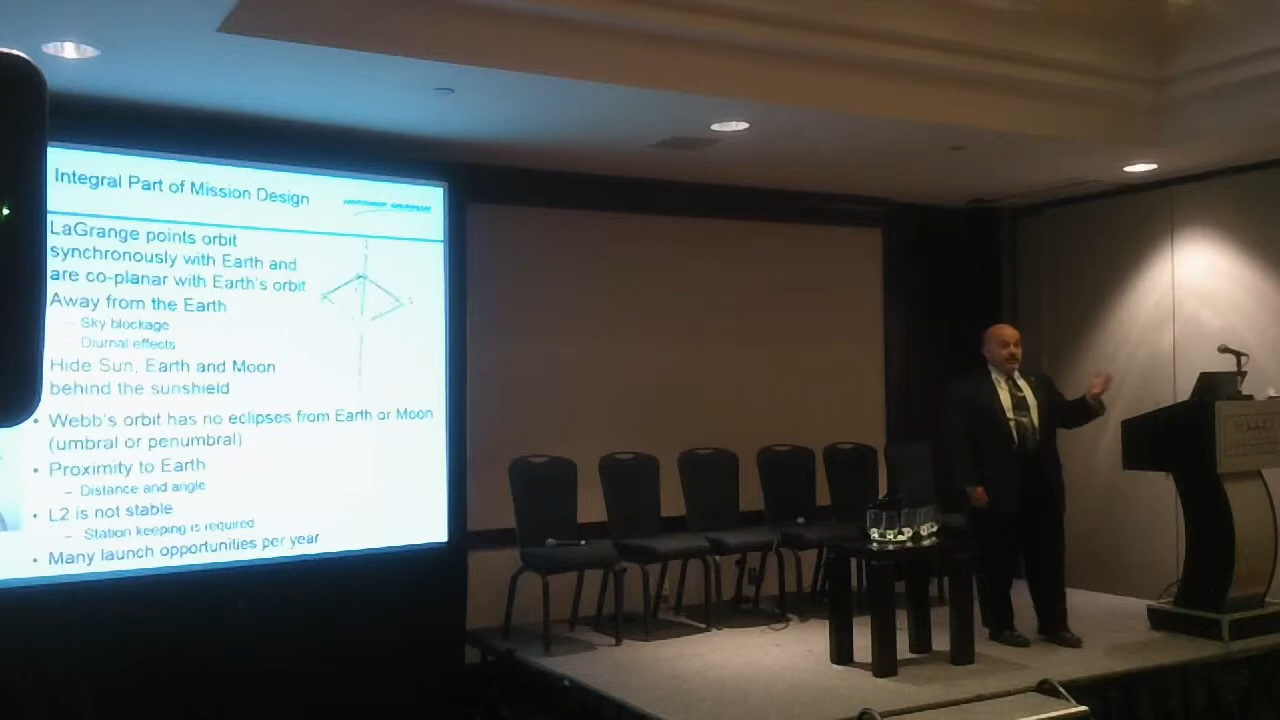 Integral Part of Mission Design
NORTHROP GRUMMAN
LaGrange points orbit
synchronously with Earth and
are co-planar with Earth's orbit
Away from the Earth
– Sky blockage
– Diurnal effects
Hide Sun, Earth and Moon
behind the sunshield
• Webb's orbit has no eclipses from Earth or Moon
(umbral or penumbral)
• Proximity to Earth
– Distance and angle
• L2 is not stable
– Station keeping is required
• Many launch opportunities per year
HYATT